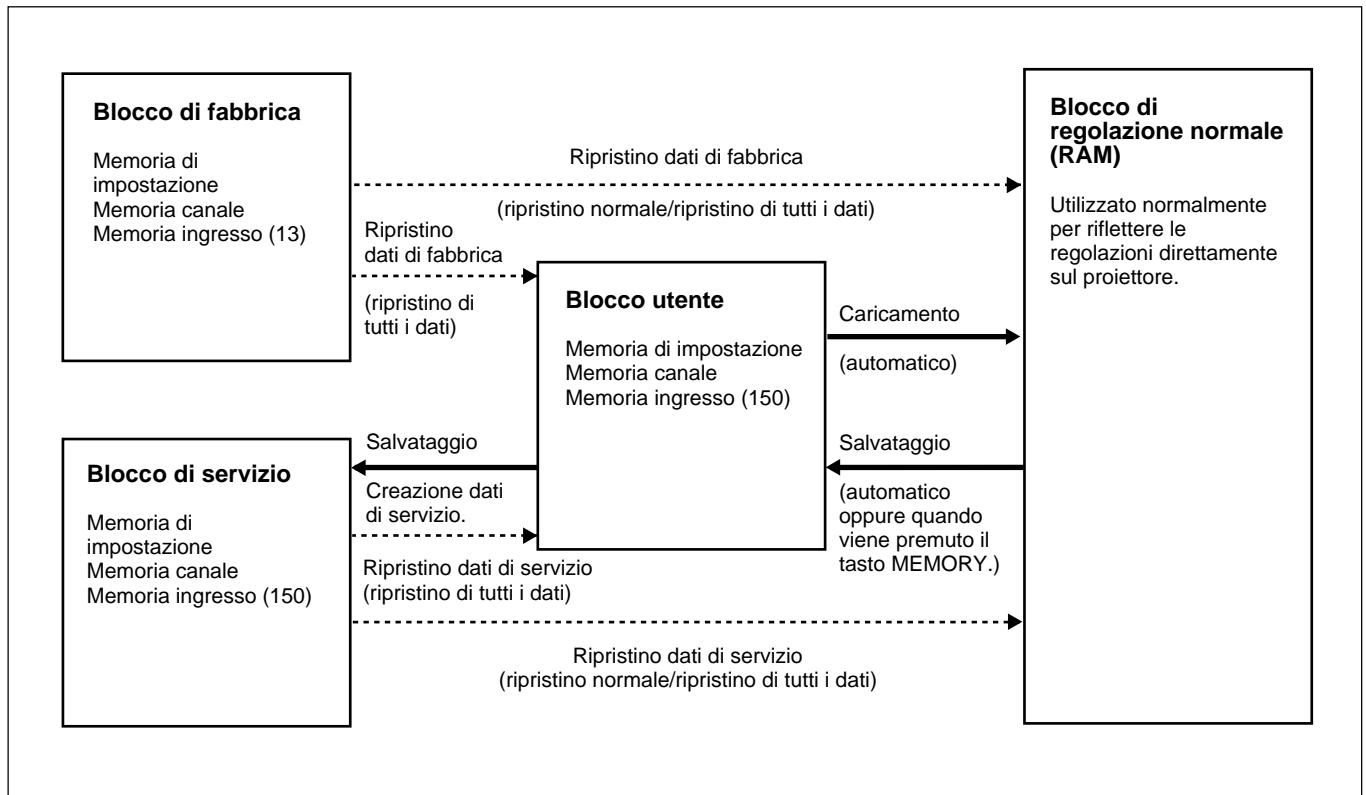 Blocco di fabbrica
Memoria di
impostazione
Memoria canale
Memoria ingresso (13)
Ripristino dati di fabbrica
(ripristino normale/ripristino di tutti i dati)
Ripristino
dati di fabbrica
(ripristino di
tutti i dati)
Blocco utente
Memoria di impostazione
Memoria canale
Memoria ingresso (150)
Caricamento
(automatico)
Salvataggio
(automatico
oppure quando
viene premuto il
tasto MEMORY.)
Blocco di
regolazione normale
(RAM)
Utilizzato normalmente
per riflettere le
regolazioni direttamente
sul proiettore.
Blocco di servizio
Memoria di
impostazione
Memoria canale
Memoria ingresso (150)
Salvataggio
Creazione dati
di servizio.
Ripristino dati di servizio
(ripristino di tutti i dati)
Ripristino dati di servizio
(ripristino normale/ripristino di tutti i dati)